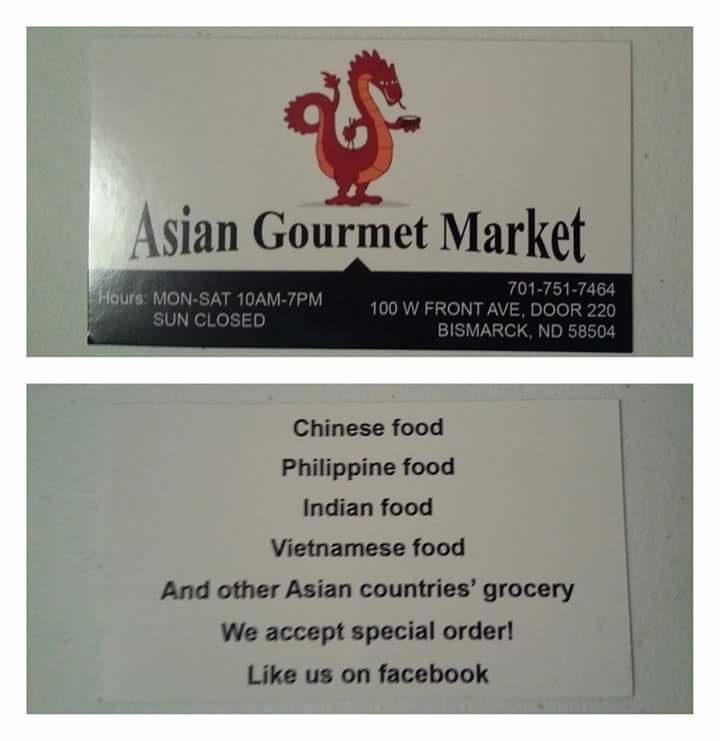 Asian Gourmet Market
Hours: MON-SAT 10AM-7PM
SUN CLOSED
701-751-7464
100 W FRONT AVE, DOOR 220
BISMARCK, ND 58504
Chinese food
Philippine food
Indian food
Vietnamese food
And other Asian countries’ grocery
We accept special order!
Like us on facebook